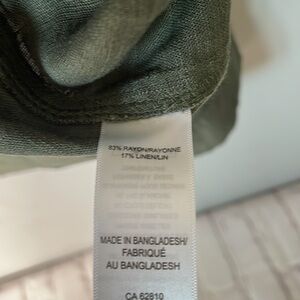 83% RAYON/RAYONNE
17% LINEN/LIN
MADE IN BANGLADESH/
FABRIQUÉ
AU BANGLADESH
CA 62810